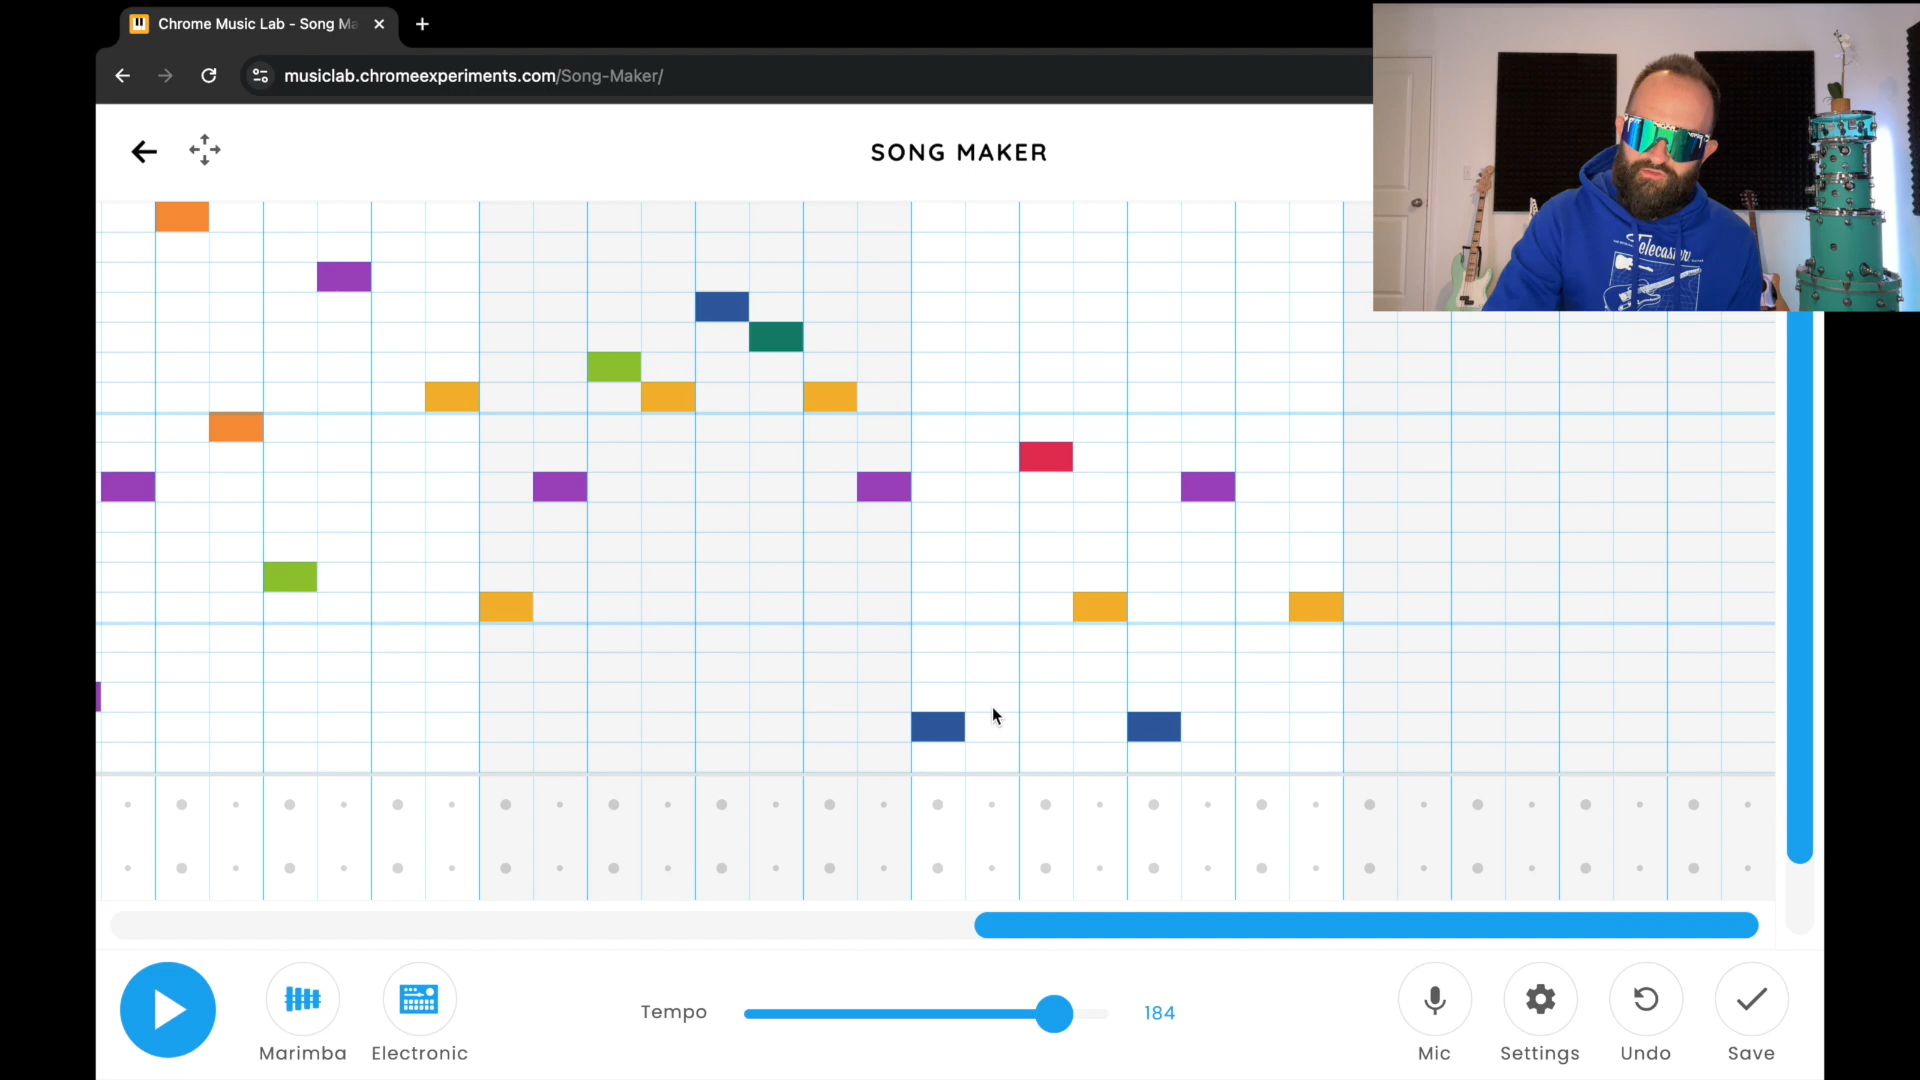 Chrome Music Lab - Song Ma
musiclab.chromeexperiments.com/Song-Maker/
SONG MAKER
Telecaster
Tempo
184
Marimba
Electronic
Mic
Settings
Undo
Save